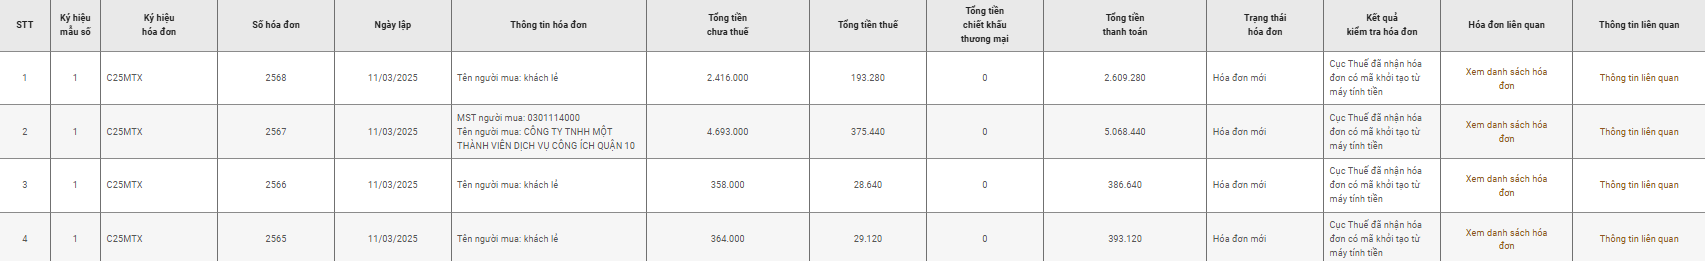 STT
Ký hiệu
mẫu số
Ký hiệu
hóa đơn
Số hóa đơn
Ngày lập
Thông tin hóa đơn
Tổng tiền
chưa thuế
Tổng tiền thuế
Tổng tiền
chiết khấu
thương mại
Tổng tiền
thanh toán
Trạng thái
hóa đơn
Kết quả
kiểm tra hóa đơn
Hóa đơn liên quan
Thông tin liên quan
1
1
C25MTX
2568
11/03/2025
Tên người mua: khách lẻ
2.416.000
193.280
0
2.609.280
Hóa đơn mới
Cục Thuế đã nhận hóa
đơn có mã khởi tạo từ
máy tính tiền
Xem danh sách hóa
đơn
Thông tin liên quan
2
1
C25MTX
2567
11/03/2025
MST người mua: 0301114000
Tên người mua: CÔNG TY TNHH MỘT
THÀNH VIÊN DỊCH VỤ CÔNG ÍCH QUẬN 10
4.693.000
375.440
0
5.068.440
Hóa đơn mới
Cục Thuế đã nhận hóa
đơn có mã khởi tạo từ
máy tính tiền
Xem danh sách hóa
đơn
Thông tin liên quan
3
1
C25MTX
2566
11/03/2025
Tên người mua: khách lẻ
358.000
28.640
0
386.640
Hóa đơn mới
Cục Thuế đã nhận hóa
đơn có mã khởi tạo từ
máy tính tiền
Xem danh sách hóa
đơn
Thông tin liên quan
4
1
C25MTX
2565
11/03/2025
Tên người mua: khách lẻ
364.000
29.120
0
393.120
Hóa đơn mới
Cục Thuế đã nhận hóa
đơn có mã khởi tạo từ
máy tính tiền
Xem danh sách hóa
đơn
Thông tin liên quan